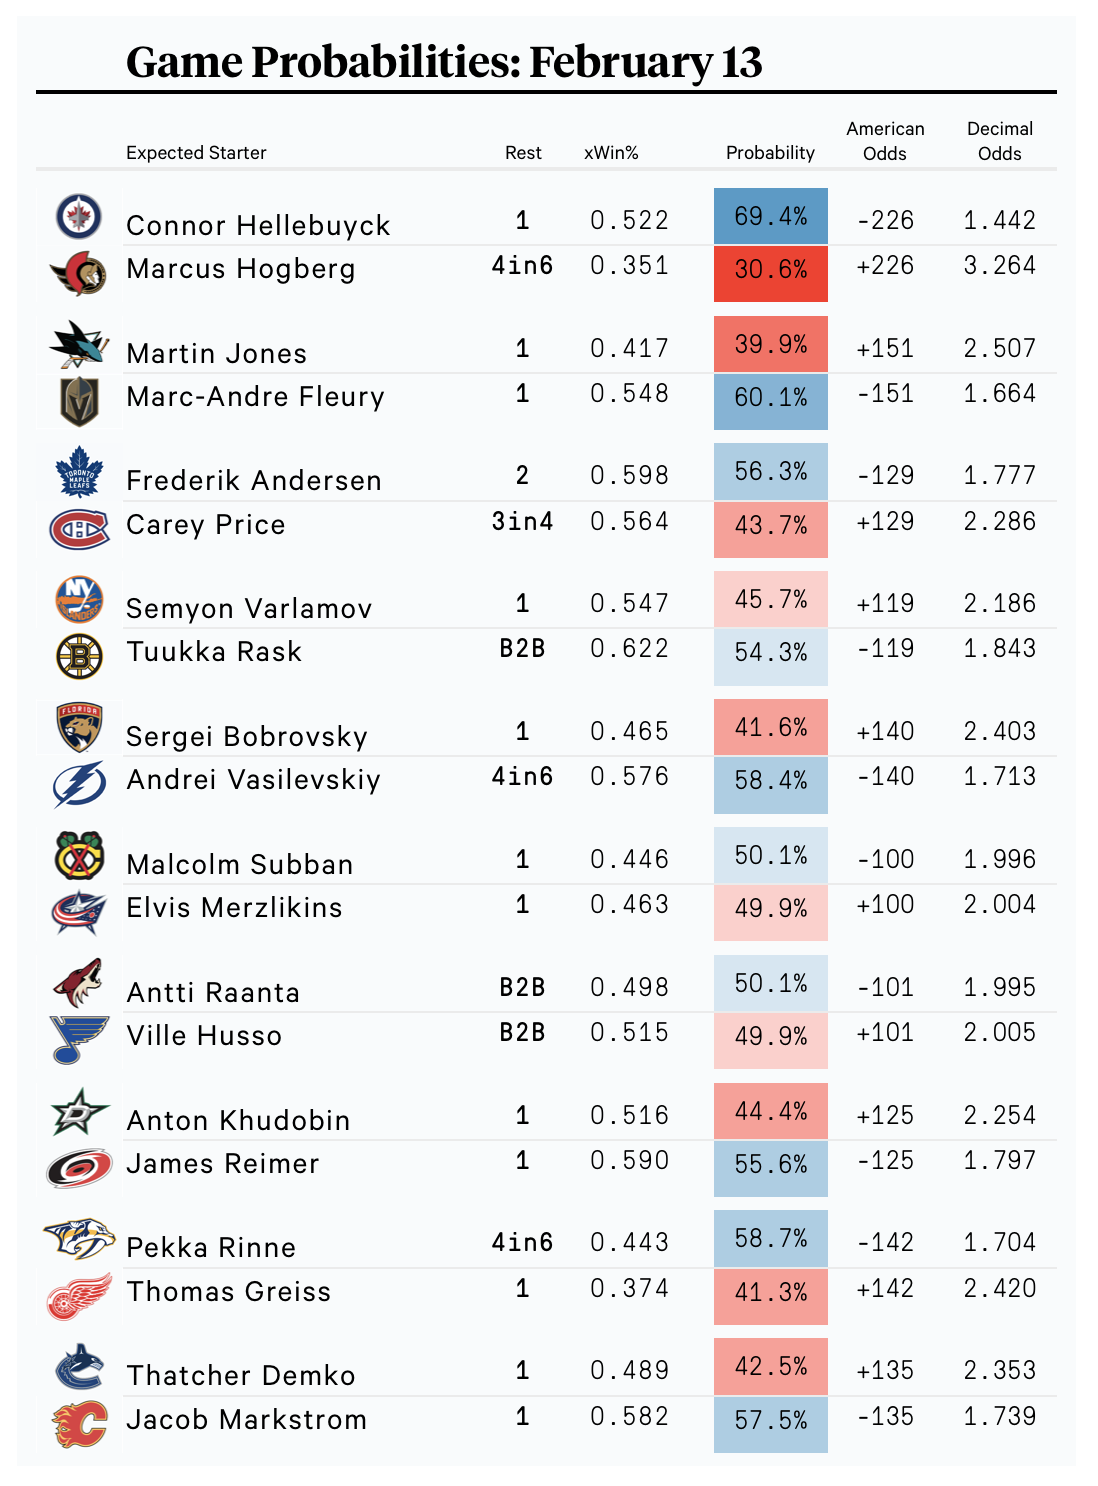 Game Probabilities: February 13
Expected Starter Rest xWin% Probability American Odds Decimal Odds
Connor Hellebuyck 1 0.522 69.4% -226 1.442
Marcus Hogberg 4in6 0.351 30.6% +226 3.264
Martin Jones 1 0.417 39.9% +151 2.507
Marc-Andre Fleury 1 0.548 60.1% -151 1.664
TORONTO MAPLE LEAFS
Frederik Andersen 2 0.598 56.3% -129 1.777
Carey Price 3in4 0.564 43.7% +129 2.286
NY
Semyon Varlamov 1 0.547 45.7% +119 2.186
B
Tuukka Rask B2B 0.622 54.3% -119 1.843
FLORIDA
Sergei Bobrovsky 1 0.465 41.6% +140 2.403
Andrei Vasilevskiy 4in6 0.576 58.4% -140 1.713
Malcolm Subban 1 0.446 50.1% -100 1.996
Elvis Merzlikins 1 0.463 49.9% +100 2.004
Antti Raanta B2B 0.498 50.1% -101 1.995
Ville Husso B2B 0.515 49.9% +101 2.005
D
Anton Khudobin 1 0.516 44.4% +125 2.254
James Reimer 1 0.590 55.6% -125 1.797
Pekka Rinne 4in6 0.443 58.7% -142 1.704
Thomas Greiss 1 0.374 41.3% +142 2.420
Thatcher Demko 1 0.489 42.5% +135 2.353
Jacob Markstrom 1 0.582 57.5% -135 1.739